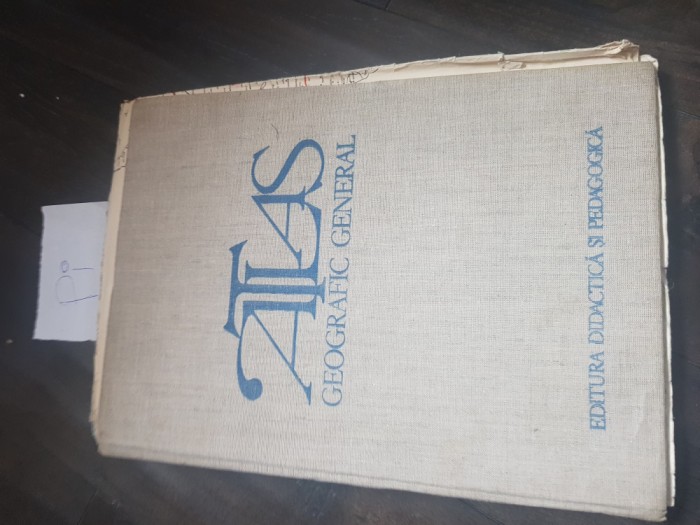 ATLAS
GEOGRAFIC GENERAL
EDITURA DIDACTICĂ ȘI PEDAGOGICĂ